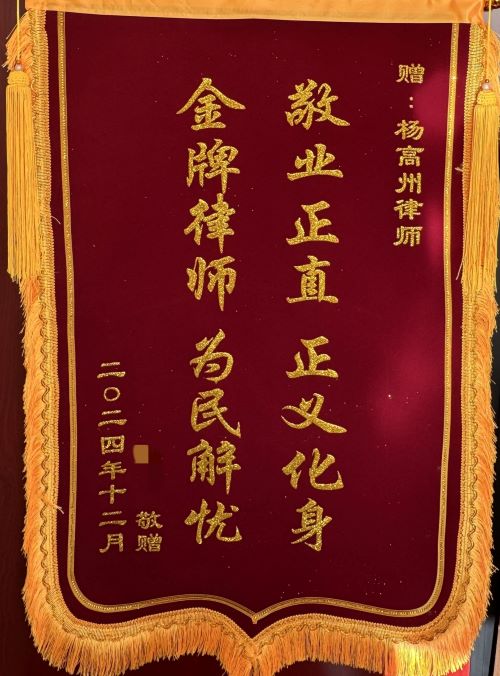 赠：杨高州律师
敬业正直 正义化身
金牌律师 为民解忧
敬赠
二〇二四年十二月